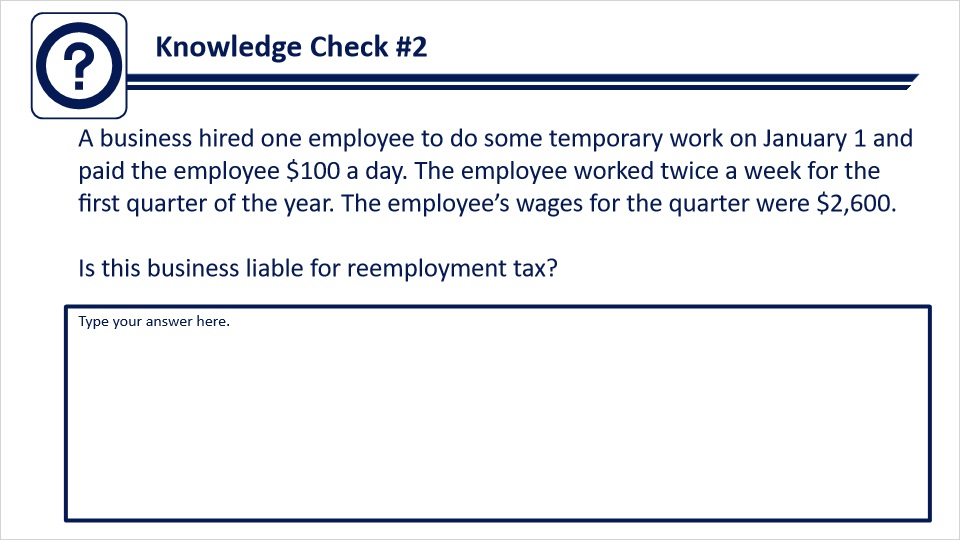 ?
Knowledge Check #2
A business hired one employee to do some temporary work on January 1 and
paid the employee $100 a day. The employee worked twice a week for the
first quarter of the year. The employee’s wages for the quarter were $2,600.
Is this business liable for reemployment tax?
Type your answer here.